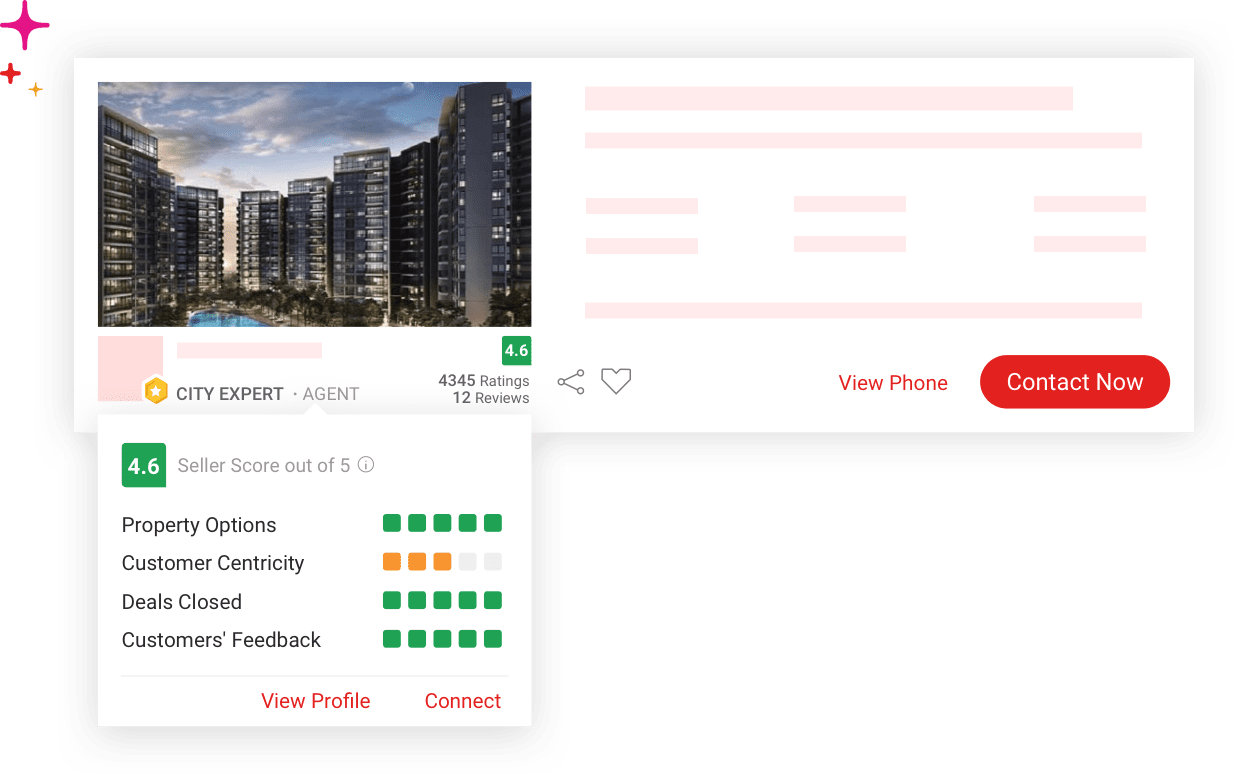 4.6
CITY EXPERT · AGENT
4345 Ratings
12 Reviews
View Phone
Contact Now
4.6 Seller Score out of 5
Property Options
Customer Centricity
Deals Closed
Customers' Feedback
View Profile
Connect